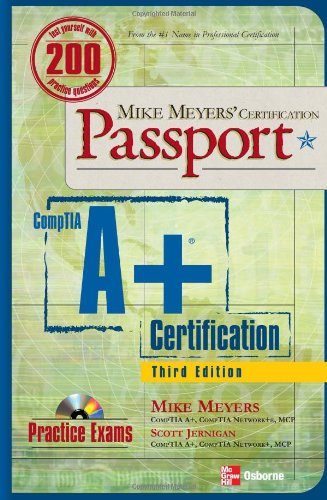 test yourself with
200
practice questions
From the #1 Name in Professional Certification
MIKE MEYERS' CERTIFICATION
Passport
CompTIA
A+®
Certification
Third Edition
MIKE MEYERS
COMPTIA A+, COMPTIA NETWORK+, MCP
SCOTT JERNIGAN
COMPTIA A+, COMPTIA NETWORK+, MCP
Practice Exams
Mc
Graw
Hill
Osborne